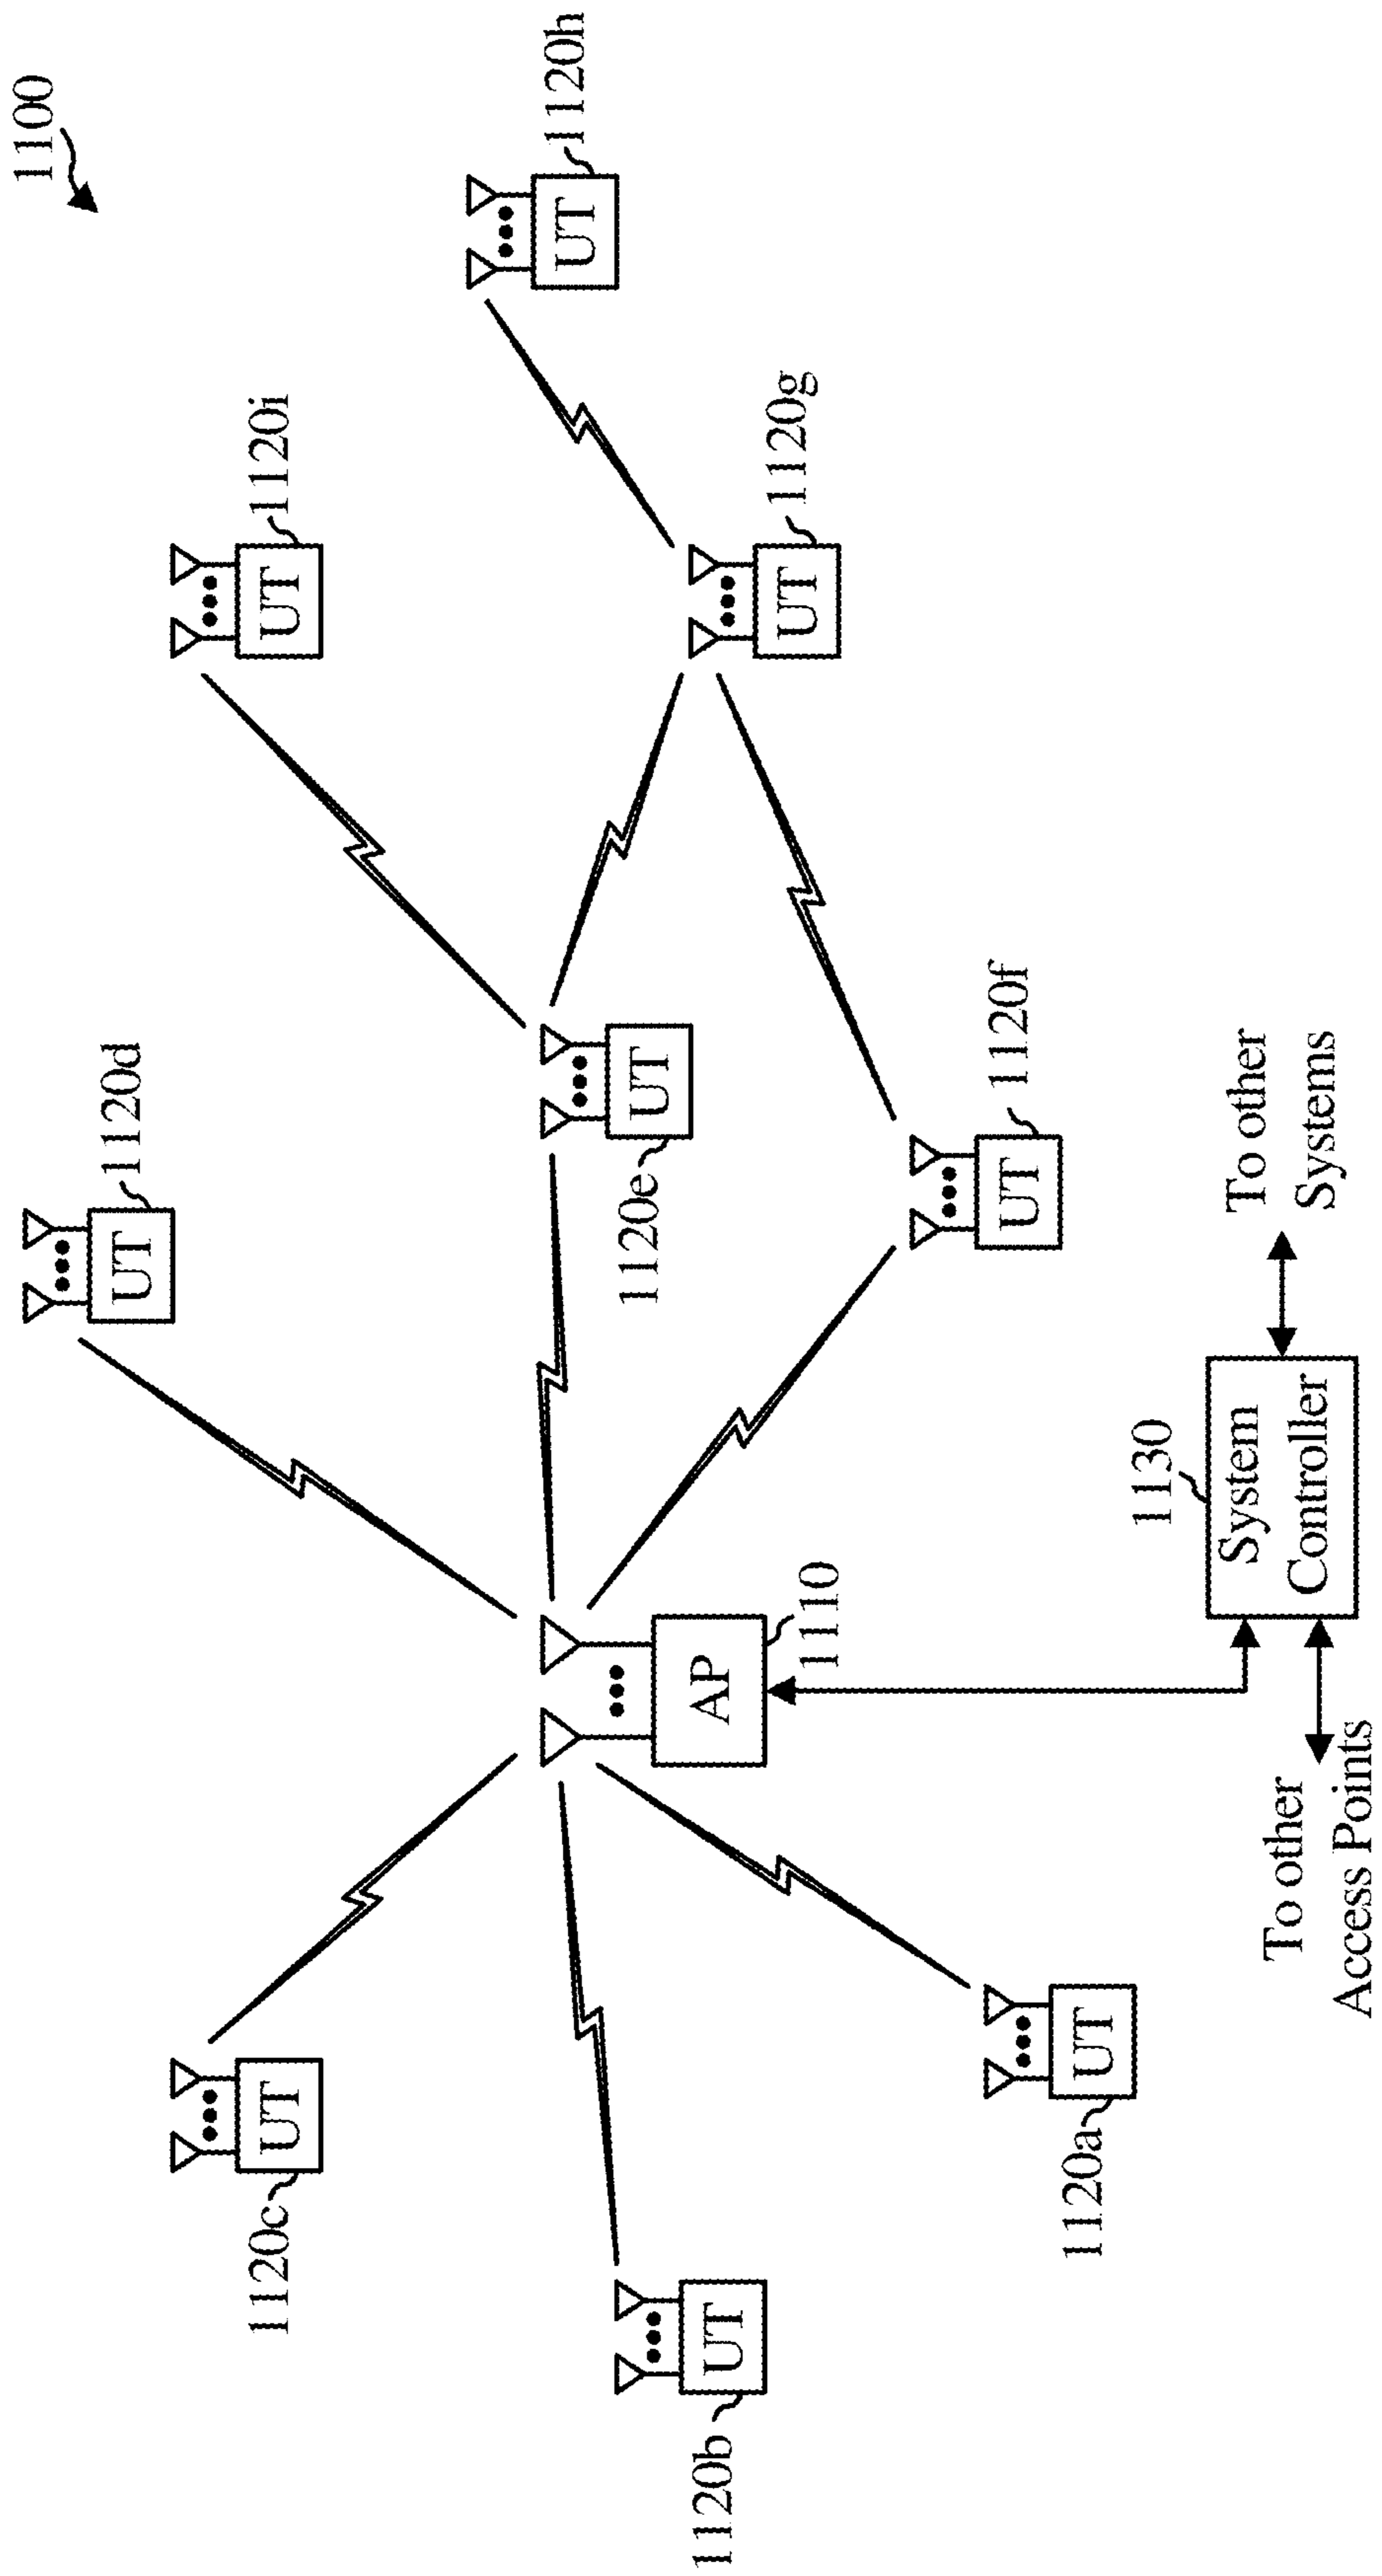 1100
UT
1120d
UT
1120c
UT
1120i
UT
1120h
UT
1120e
UT
1120b
AP
1110
UT
1120g
UT
1120f
UT
1120a
1130
System
Controller
To other
Systems
To other
Access Points